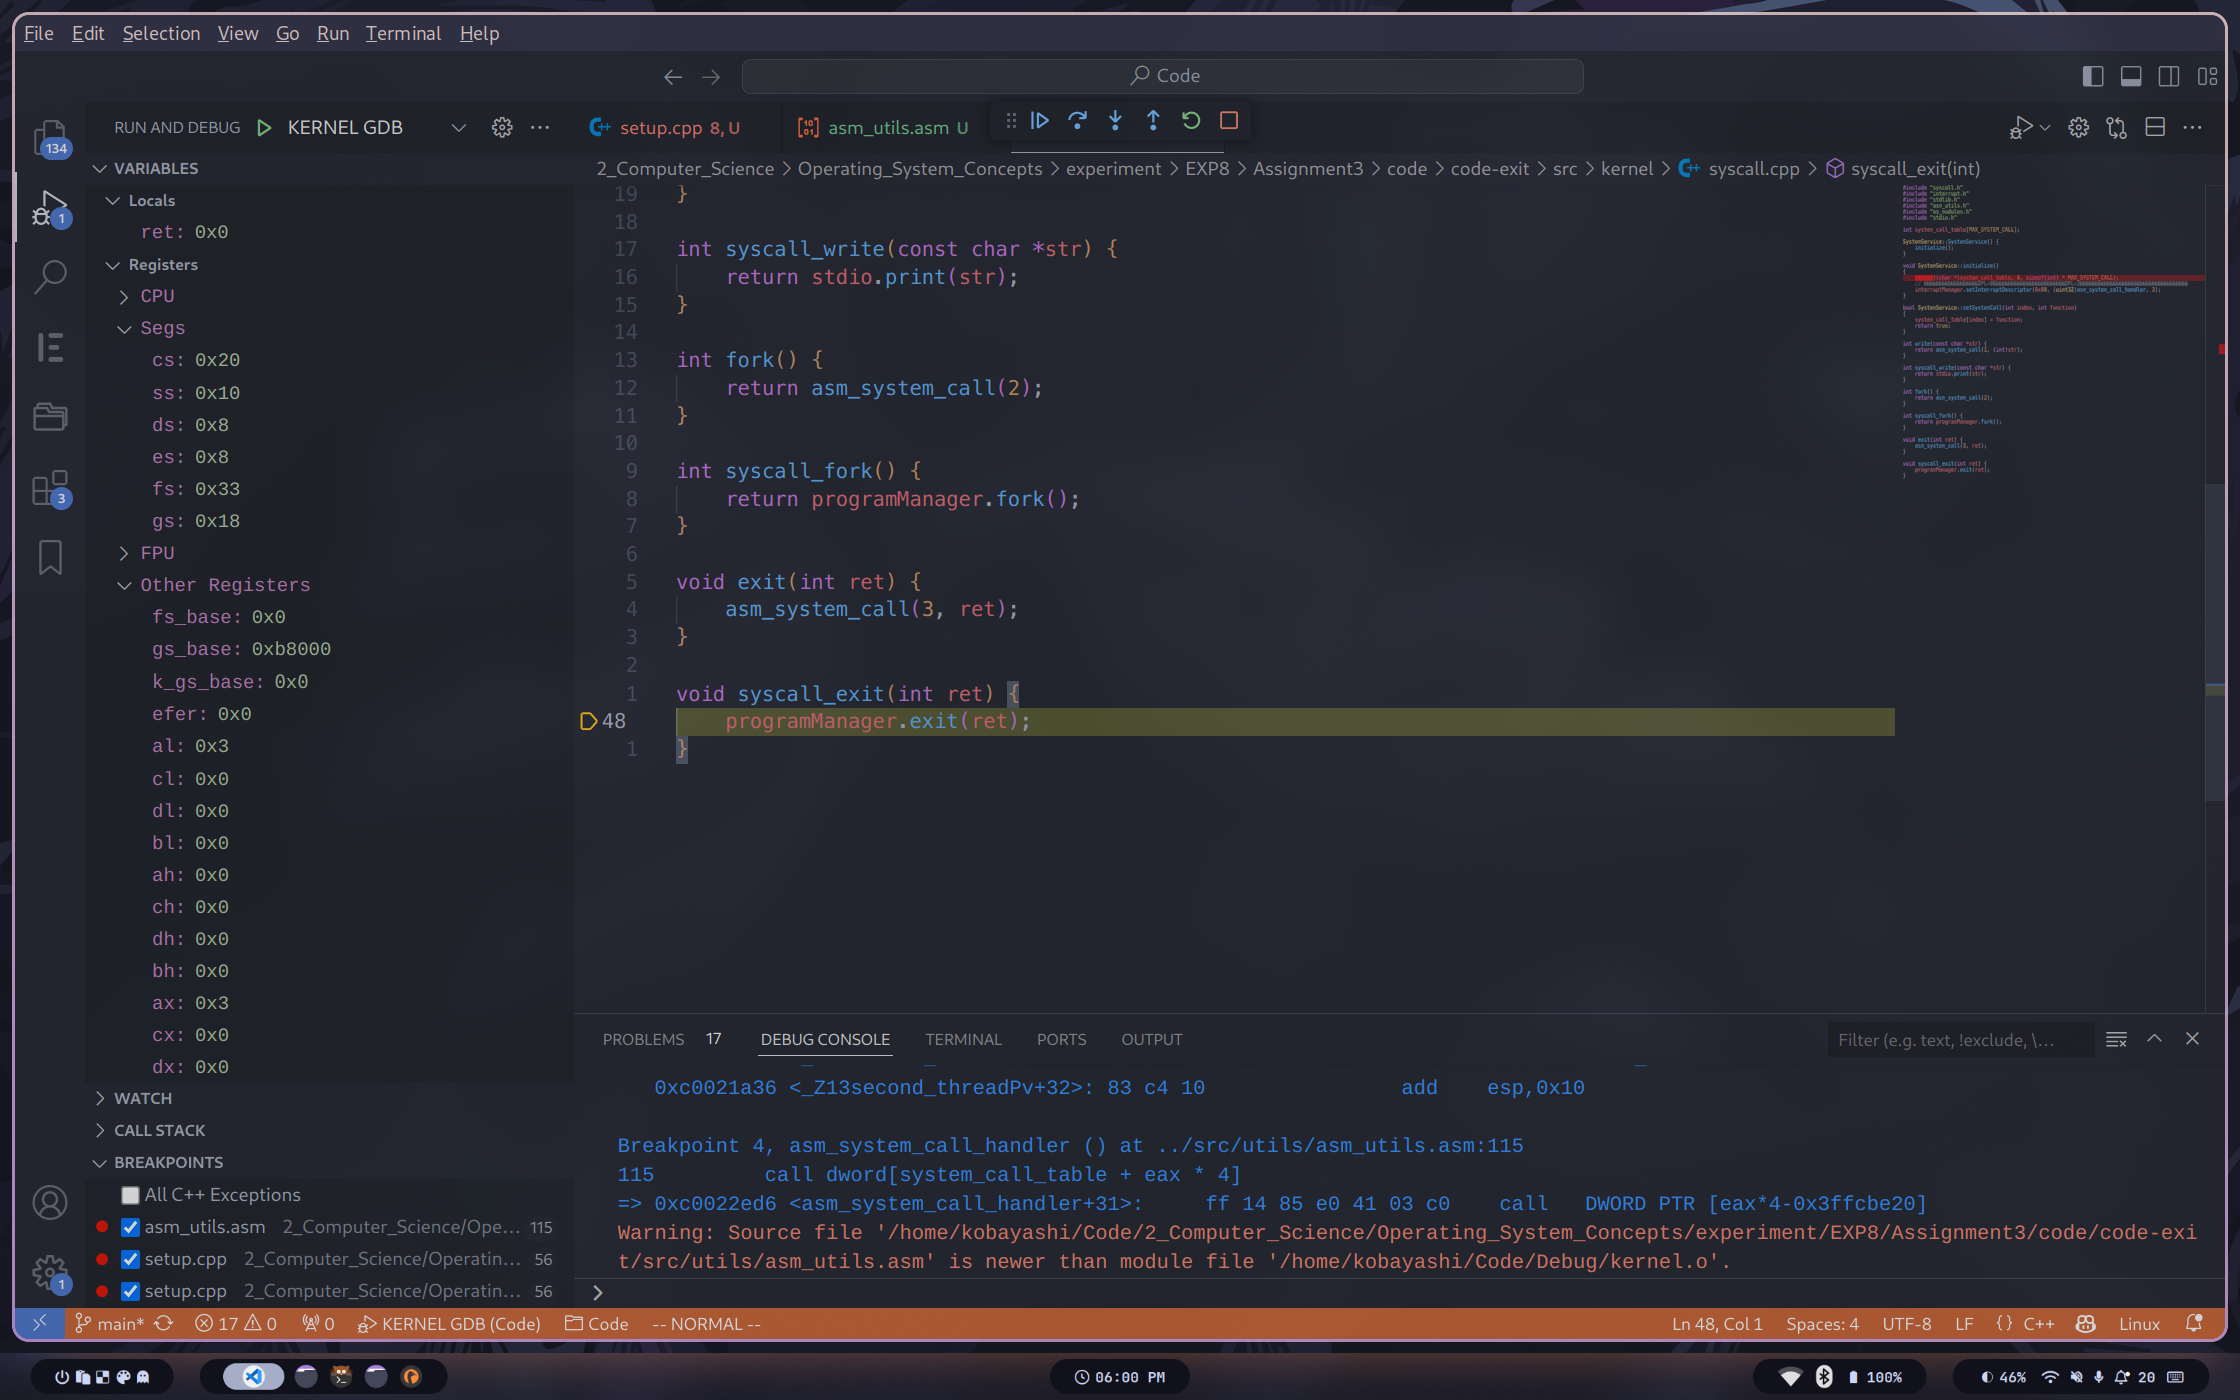 File Edit Selection View Go Run Terminal Help
Code
134
1
3
1
RUN AND DEBUG KERNEL GDB
VARIABLES
Locals
ret: 0x0
Registers
CPU
Segs
cs: 0x20
ss: 0x10
ds: 0x8
es: 0x8
fs: 0x33
gs: 0x18
FPU
Other Registers
fs_base: 0x0
gs_base: 0xb8000
k_gs_base: 0x0
efer: 0x0
al: 0x3
cl: 0x0
dl: 0x0
bl: 0x0
ah: 0x0
ch: 0x0
dh: 0x0
bh: 0x0
ax: 0x3
cx: 0x0
dx: 0x0
WATCH
CALL STACK
BREAKPOINTS
All C++ Exceptions
asm_utils.asm 2_Computer_Science/Ope... 115
setup.cpp 2_Computer_Science/Operatin... 56
setup.cpp 2_Computer_Science/Operatin... 56
setup.cpp 8, U asm_utils.asm U
2_Computer_Science > Operating_System_Concepts > experiment > EXP8 > Assignment3 > code > code-exit > src > kernel > syscall.cpp > syscall_exit(int)
19 }
18
17 int syscall_write(const char *str) {
16 return stdio.print(str);
15 }
14
13 int fork() {
12 return asm_system_call(2);
11 }
10
9 int syscall_fork() {
8 return programManager.fork();
7 }
6
5 void exit(int ret) {
4 asm_system_call(3, ret);
3 }
2
1 void syscall_exit(int ret) {
48 programManager.exit(ret);
1 }
PROBLEMS 17 DEBUG CONSOLE TERMINAL PORTS OUTPUT
Filter (e.g. text, !exclude, \...
0xc0021a36 <_Z13second_threadPv+32>: 83 c4 10 add esp,0x10
Breakpoint 4, asm_system_call_handler () at ../src/utils/asm_utils.asm:115
115 call dword[system_call_table + eax * 4]
=> 0xc0022ed6 <asm_system_call_handler+31>: ff 14 85 e0 41 03 c0 call DWORD PTR [eax*4-0x3ffcbe20]
Warning: Source file '/home/kobayashi/Code/2_Computer_Science/Operating_System_Concepts/experiment/EXP8/Assignment3/code/code-exi
t/src/utils/asm_utils.asm' is newer than module file '/home/kobayashi/Code/Debug/kernel.o'.
main* 17 0 0 KERNEL GDB (Code) Code -- NORMAL -- Ln 48, Col 1 Spaces: 4 UTF-8 LF {} C++ Linux
06:00 PM 100% 46% 20